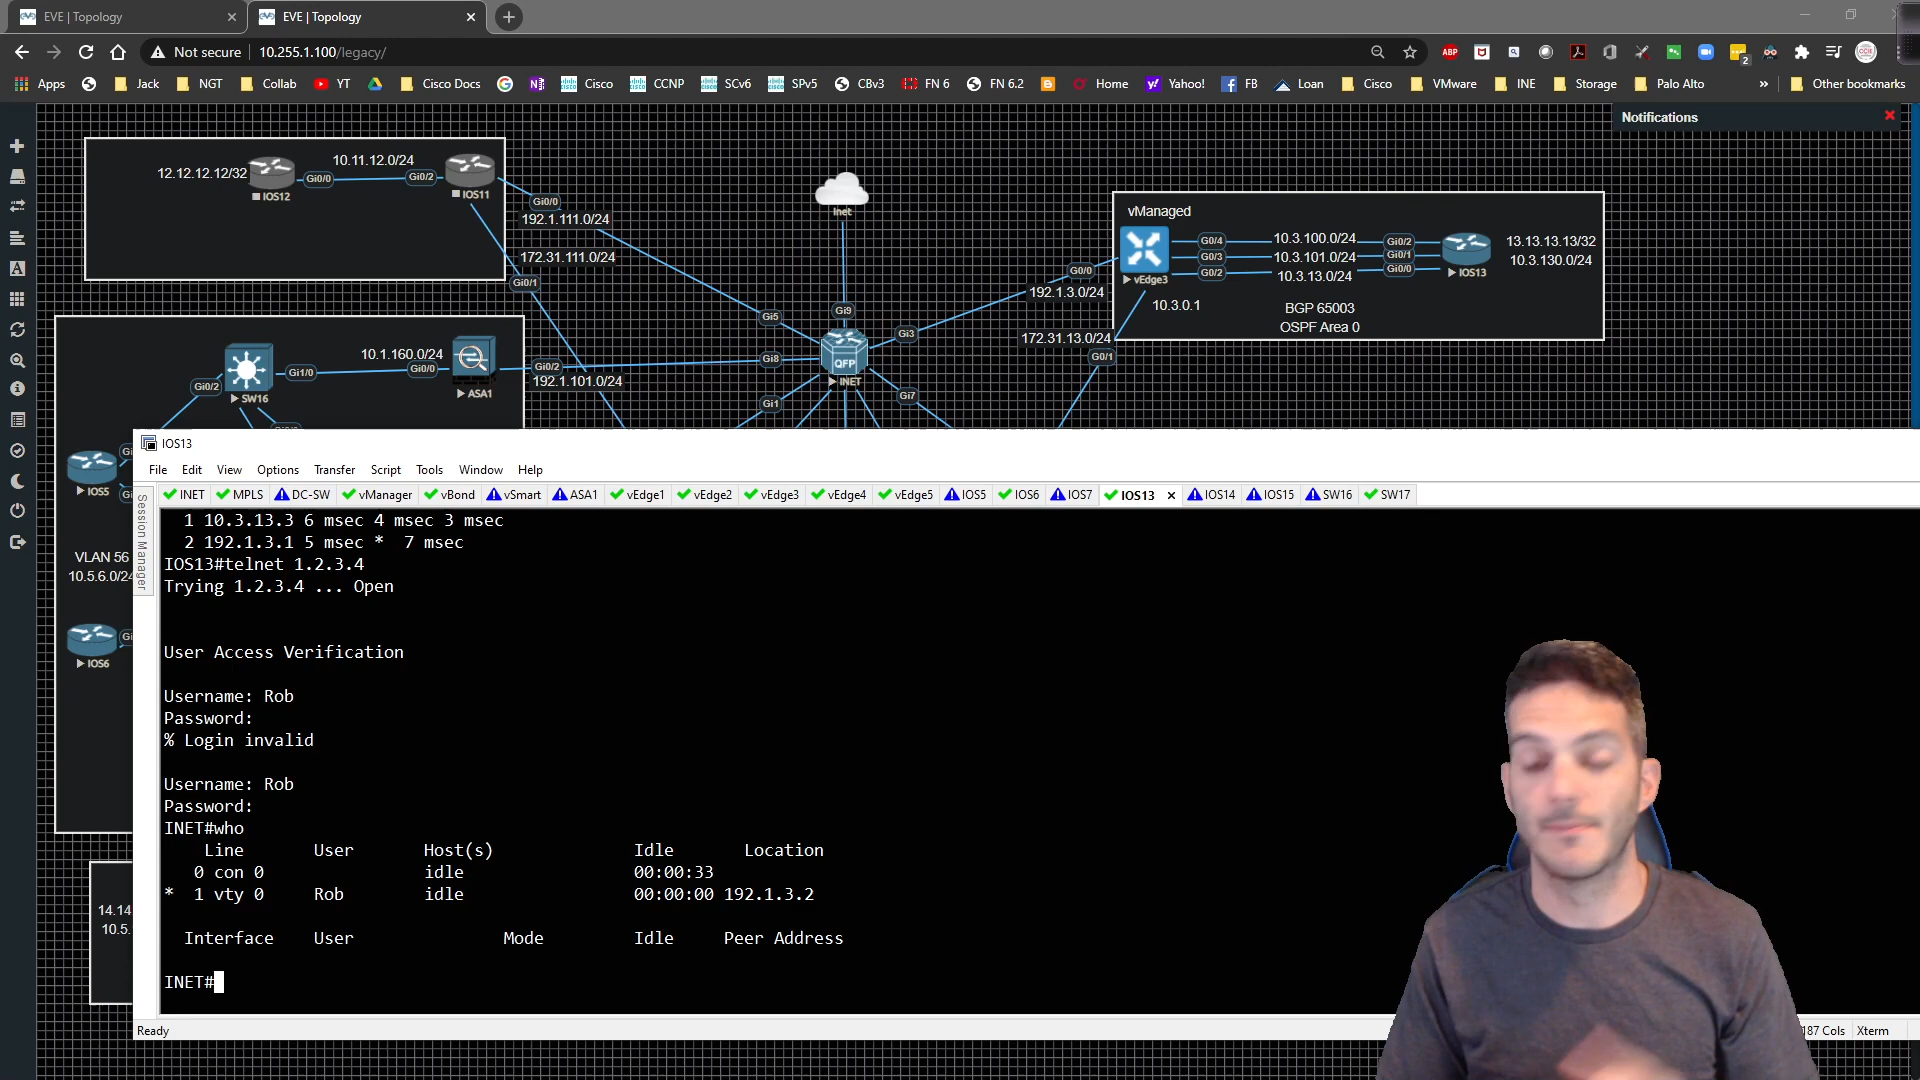 EVE | Topology
EVE | Topology
Not secure
10.255.1.100/legacy/
ABP
2
Apps
Jack
NGT
Collab
YT
Cisco Docs
Cisco
CCNP
SCv6
SPv5
CBv3
FN 6
FN 6.2
Home
Yahoo!
FB
Loan
Cisco
VMware
INE
Storage
Palo Alto
»
Other bookmarks
Notifications
12.12.12.12/32
10.11.12.0/24
Gi0/0
Gi0/2
IOS12
IOS11
Gi0/0
192.1.111.0/24
172.31.111.0/24
Gi0/1
Inet
Gi9
Gi5
Gi3
Gi8
QFP
INET
Gi1
Gi7
vManaged
G0/4
10.3.100.0/24
Gi0/2
13.13.13.13/32
G0/3
10.3.101.0/24
Gi0/1
10.3.130.0/24
G0/2
10.3.13.0/24
Gi0/0
IOS13
G0/0
vEdge3
192.1.3.0/24
10.3.0.1
BGP 65003
OSPF Area 0
172.31.13.0/24
G0/1
10.1.160.0/24
Gi1/0
Gi0/0
Gi0/2
192.1.101.0/24
Gi0/2
SW16
ASA1
IOS5
VLAN 56
10.5.6.0/24
IOS6
14.14
10.5.
IOS13
File Edit View Options Transfer Script Tools Window Help
INET MPLS DC-SW vManager vBond vSmart ASA1 vEdge1 vEdge2 vEdge3 vEdge4 vEdge5 IOS5 IOS6 IOS7 IOS13 IOS14 IOS15 SW16 SW17
Session Manager
1 10.3.13.3 6 msec 4 msec 3 msec
2 192.1.3.1 5 msec * 7 msec
IOS13#telnet 1.2.3.4
Trying 1.2.3.4 ... Open
User Access Verification
Username: Rob
Password:
% Login invalid
Username: Rob
Password:
INET#who
Line User Host(s) Idle Location
0 con 0 idle 00:00:33
* 1 vty 0 Rob idle 00:00:00 192.1.3.2
Interface User Mode Idle Peer Address
INET#
Ready
187 Cols
Xterm